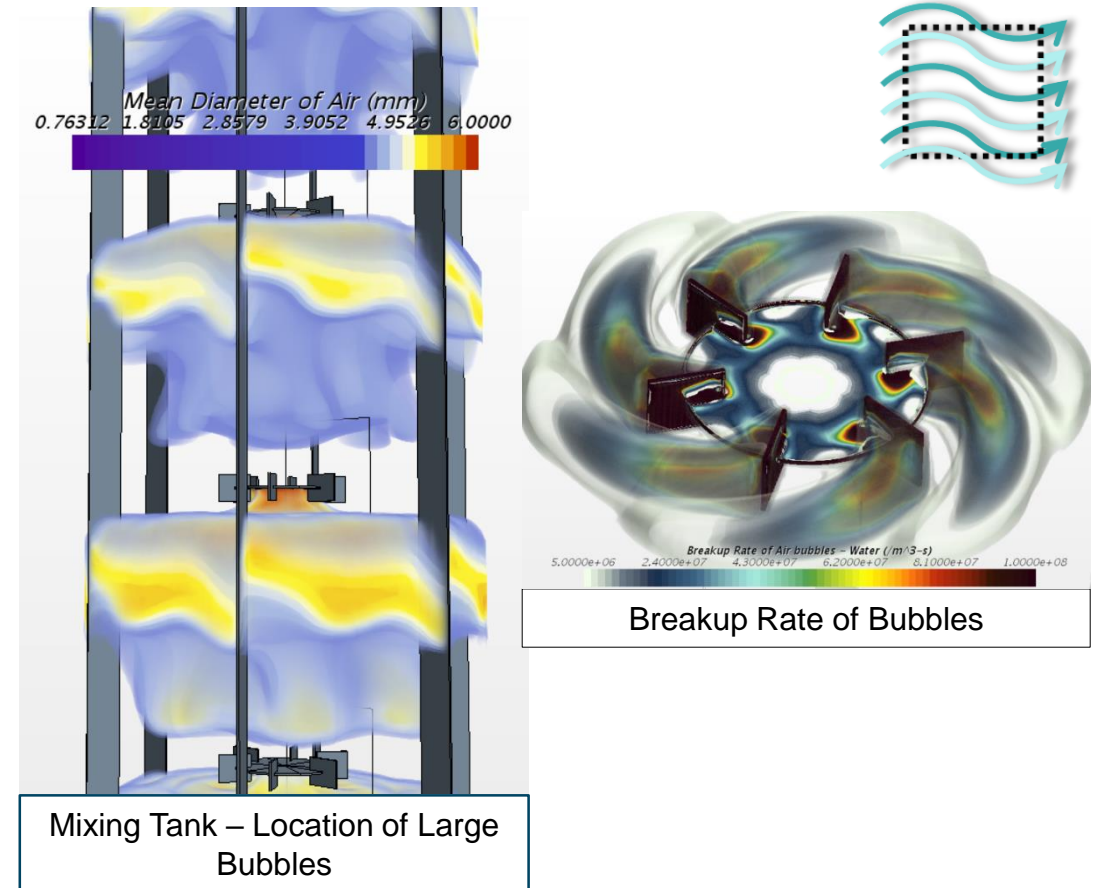 Mean Diameter of Air (mm)
0.76312 1.8105 2.8579 3.9052 4.9526 6.0000
Breakup Rate of Air bubbles - Water (/m^3-s)
5.0000e+06 2.4000e+07 4.3000e+07 6.2000e+07 8.1000e+07 1.0000e+08
Breakup Rate of Bubbles
Mixing Tank – Location of Large
Bubbles